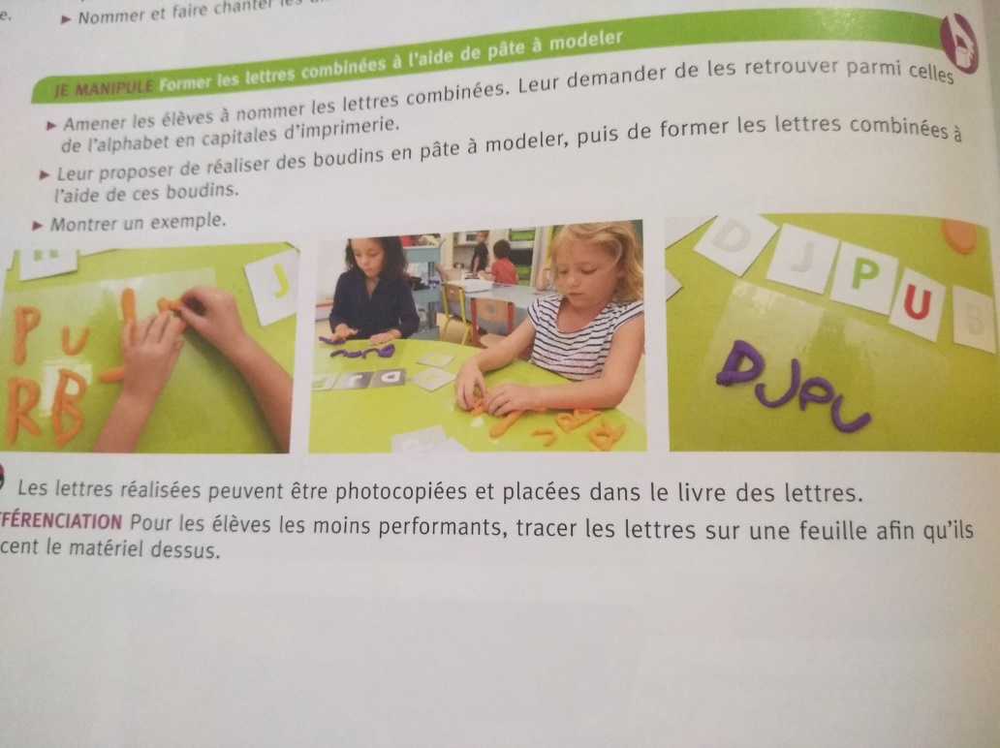 e.
▶ Nommer et faire chanter les
JE MANIPULE Former les lettres combinées à l'aide de pâte à modeler
▶ Amener les élèves à nommer les lettres combinées. Leur demander de les retrouver parmi celles
de l'alphabet en capitales d'imprimerie.
▶ Leur proposer de réaliser des boudins en pâte à modeler, puis de former les lettres combinées à
l'aide de ces boudins.
▶ Montrer un exemple.
J
P U
R B
D J P U B
D J P U
Les lettres réalisées peuvent être photocopiées et placées dans le livre des lettres.
FFÉRENCIATION Pour les élèves les moins performants, tracer les lettres sur une feuille afin qu'ils
cent le matériel dessus.